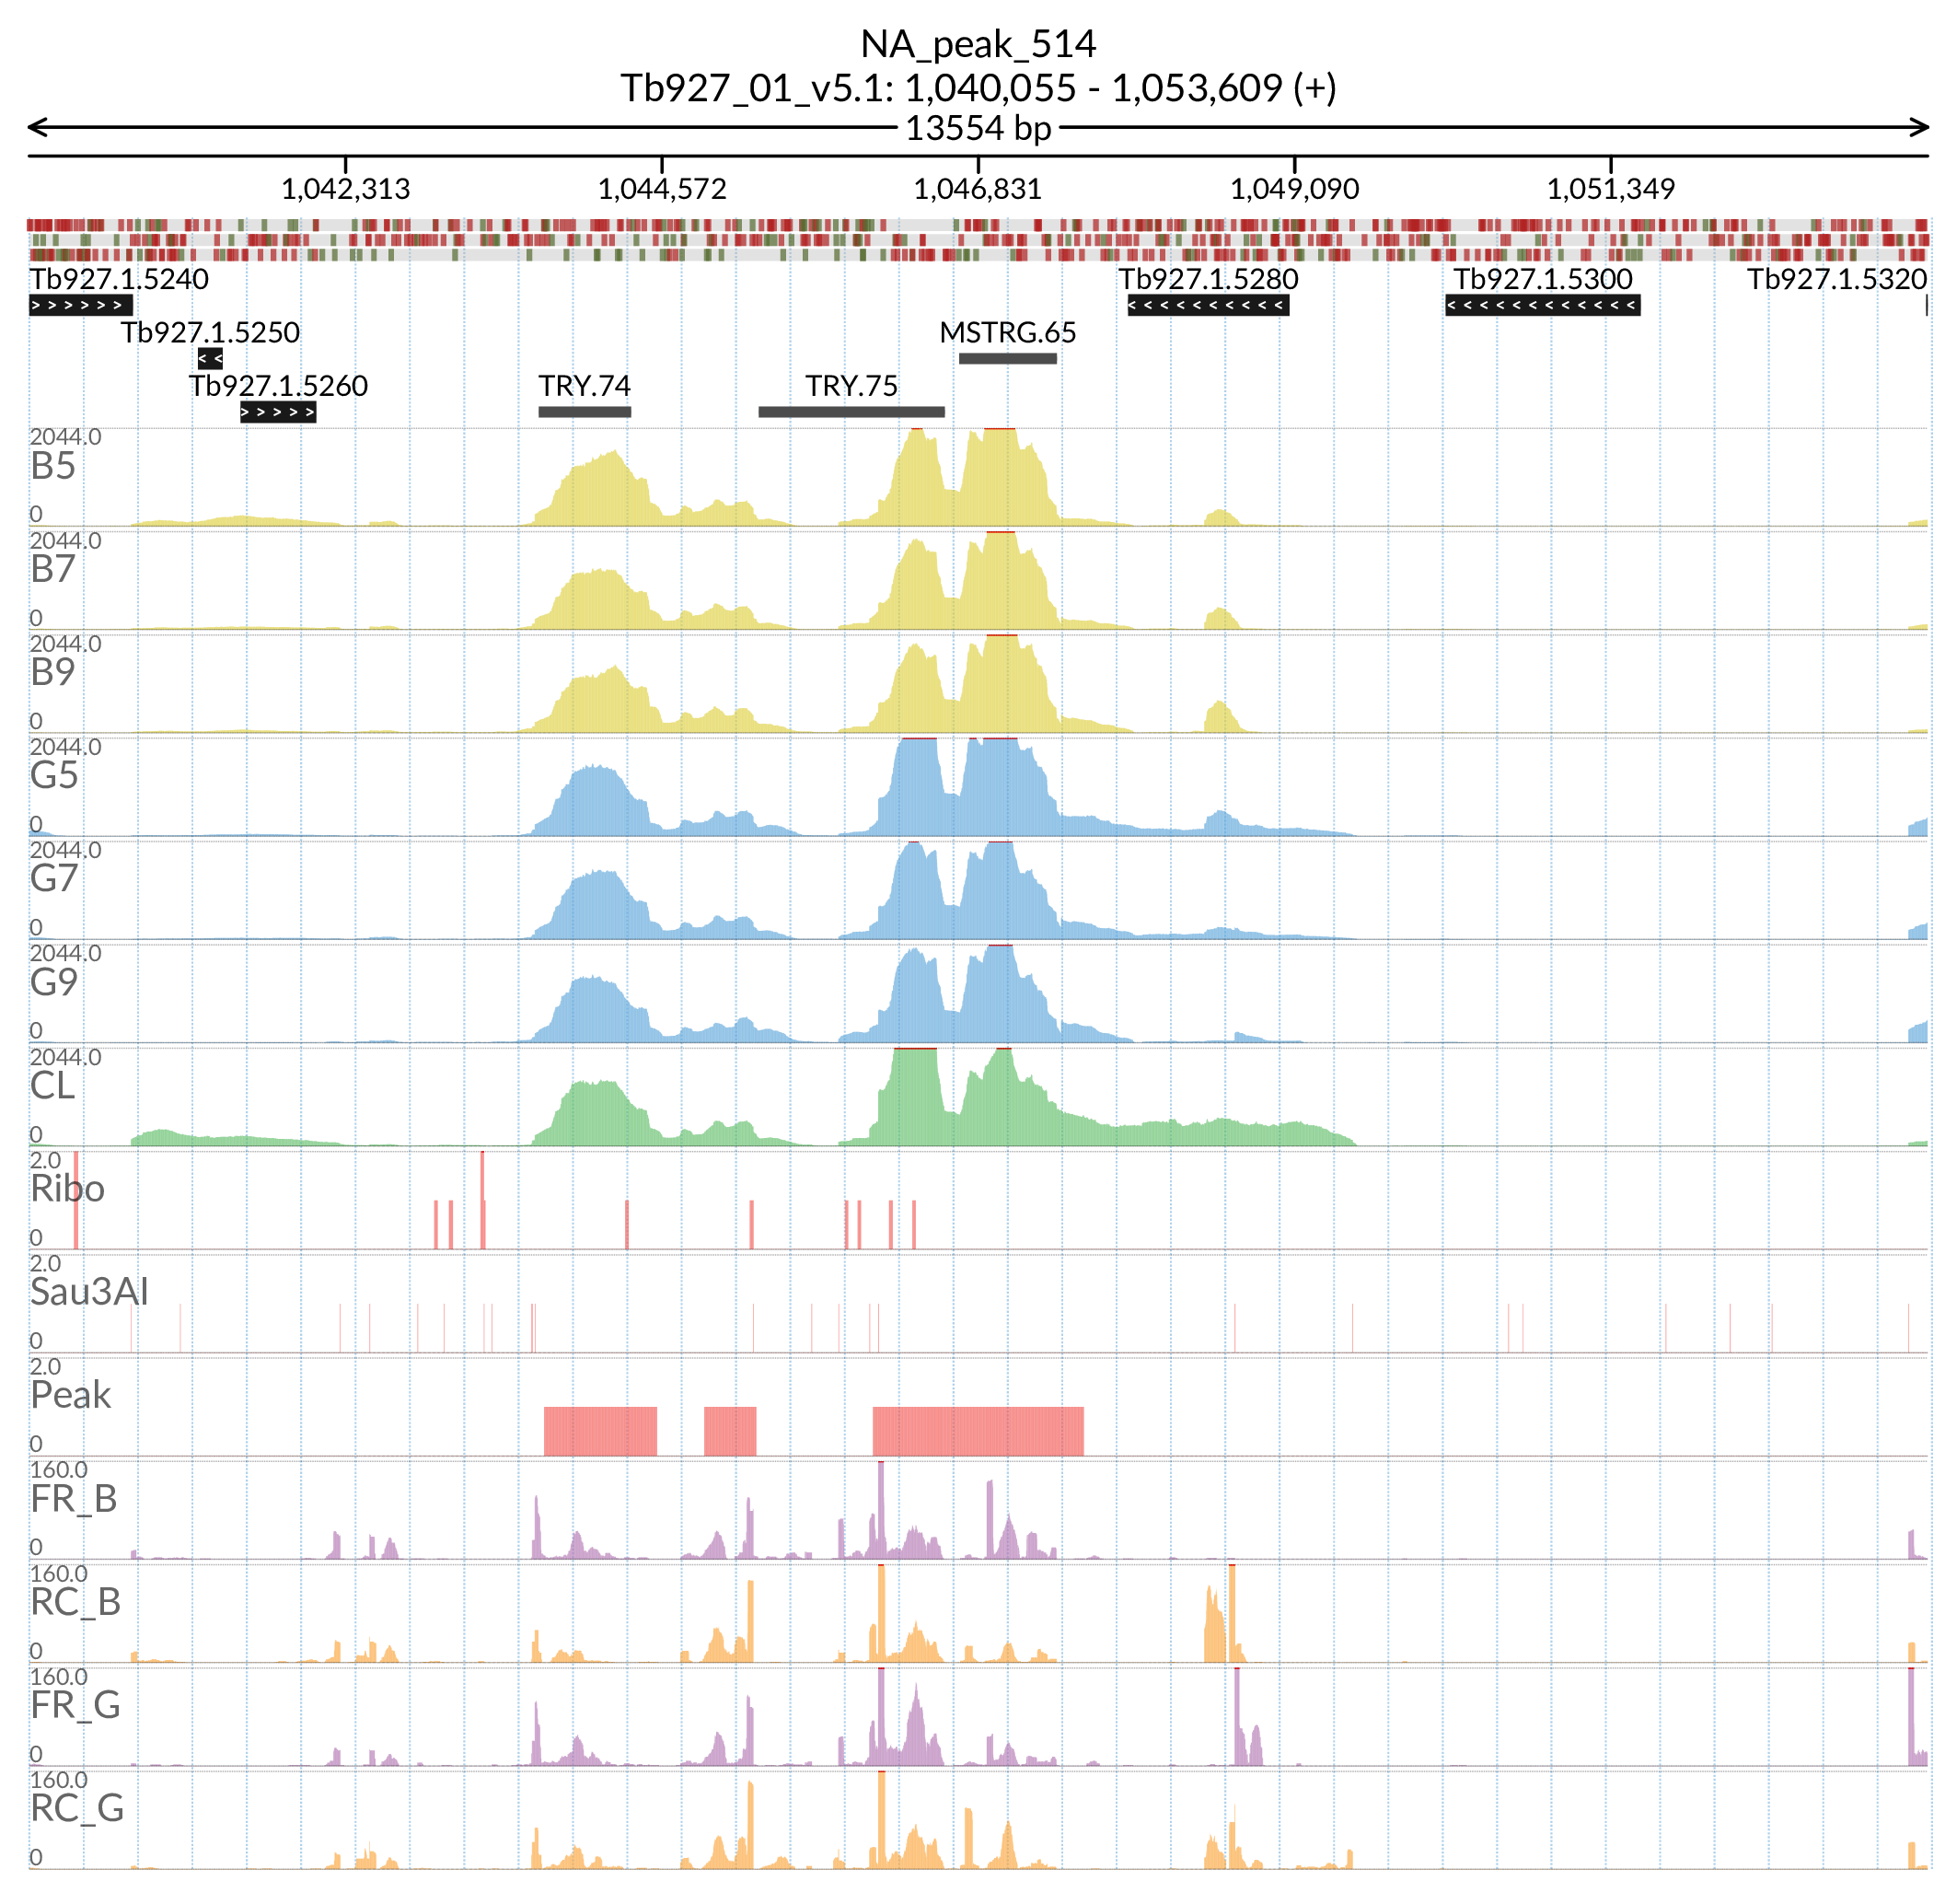 NA_peak_514
Tb927_01_v5.1: 1,040,055 - 1,053,609 (+)
13554 bp
1,042,313 1,044,572 1,046,831 1,049,090 1,051,349
Tb927.1.5240 Tb927.1.5280 Tb927.1.5300 Tb927.1.5320
Tb927.1.5250 MSTRG.65
Tb927.1.5260 TRY.74 TRY.75
2044.0
B5
0
2044.0
B7
0
2044.0
B9
0
2044.0
G5
0
2044.0
G7
0
2044.0
G9
0
2044.0
CL
0
2.0
Ribo
0
2.0
Sau3AI
0
2.0
Peak
0
160.0
FR_B
0
160.0
RC_B
0
160.0
FR_G
0
160.0
RC_G
0